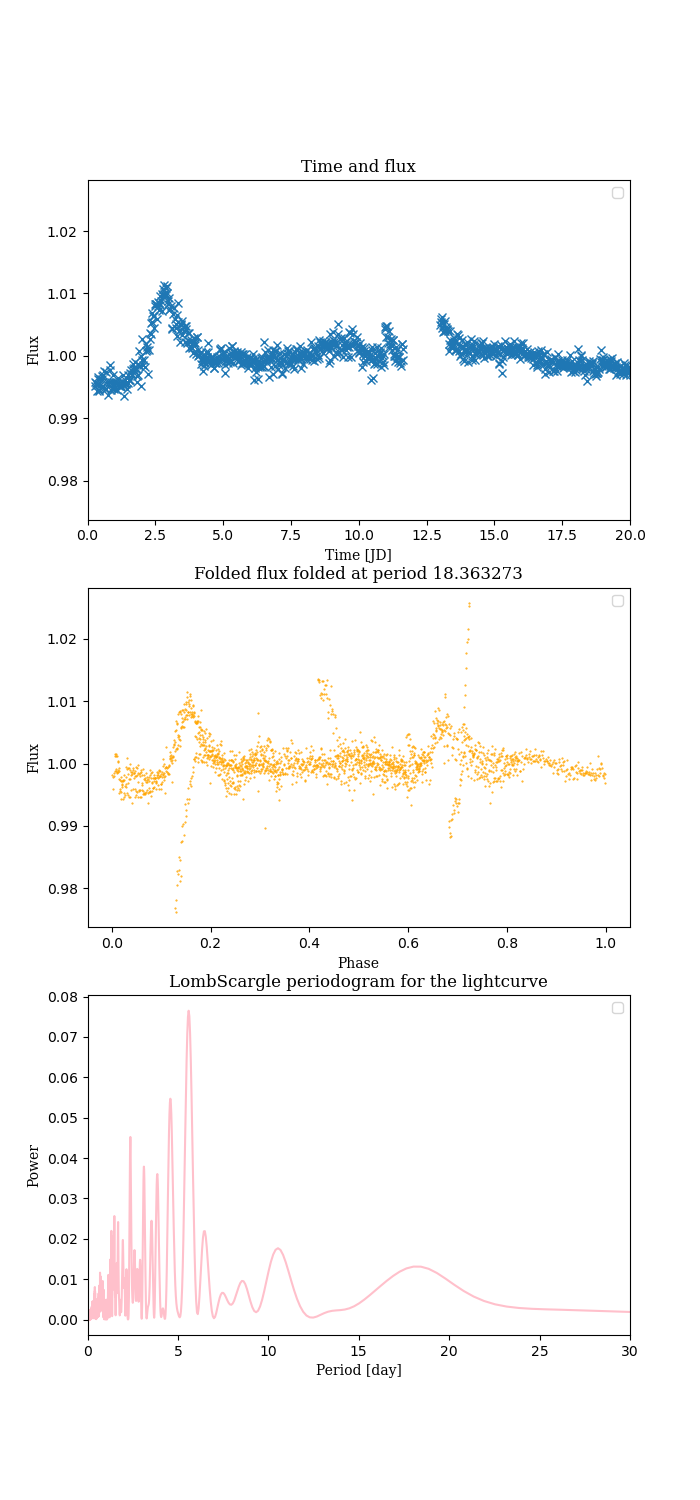 Time and flux
Flux
1.02
1.01
1.00
0.99
0.98
0.0 2.5 5.0 7.5 10.0 12.5 15.0 17.5 20.0
Time [JD]
Folded flux folded at period 18.363273
Flux
1.02
1.01
1.00
0.99
0.98
0.0 0.2 0.4 0.6 0.8 1.0
Phase
LombScargle periodogram for the lightcurve
Power
0.08
0.07
0.06
0.05
0.04
0.03
0.02
0.01
0.00
0 5 10 15 20 25 30
Period [day]